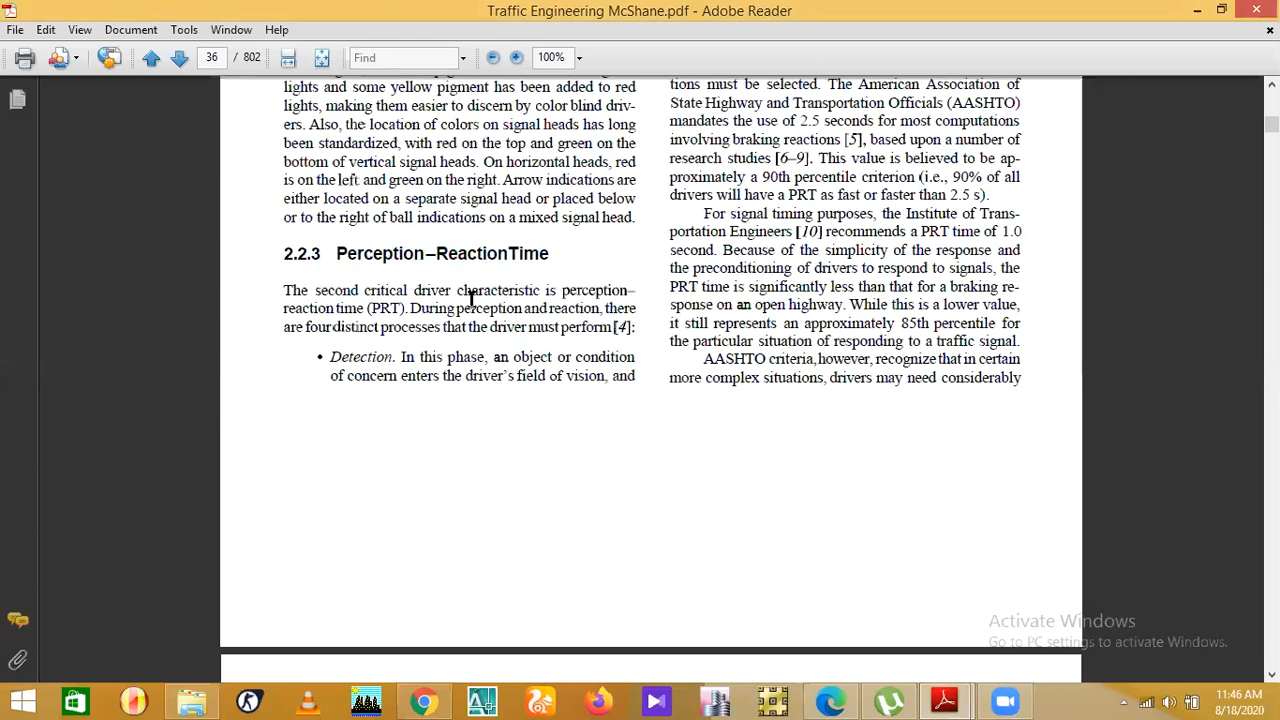 Traffic Engineering McShane.pdf - Adobe Reader
File Edit View Document Tools Window Help
36 / 802 Find 100%
lights and some yellow pigment has been added to red
lights, making them easier to discern by color blind driv-
ers. Also, the location of colors on signal heads has long
been standardized, with red on the top and green on the
bottom of vertical signal heads. On horizontal heads, red
is on the left and green on the right. Arrow indications are
either located on a separate signal head or placed below
or to the right of ball indications on a mixed signal head.
2.2.3 Perception–ReactionTime
The second critical driver characteristic is perception–
reaction time (PRT). During perception and reaction, there
are four distinct processes that the driver must perform [4]:
• Detection. In this phase, an object or condition
of concern enters the driver's field of vision, and
tions must be selected. The American Association of
State Highway and Transportation Officials (AASHTO)
mandates the use of 2.5 seconds for most computations
involving braking reactions [5], based upon a number of
research studies [6–9]. This value is believed to be ap-
proximately a 90th percentile criterion (i.e., 90% of all
drivers will have a PRT as fast or faster than 2.5 s).
For signal timing purposes, the Institute of Trans-
portation Engineers [10] recommends a PRT time of 1.0
second. Because of the simplicity of the response and
the preconditioning of drivers to respond to signals, the
PRT time is significantly less than that for a braking re-
sponse on an open highway. While this is a lower value,
it still represents an approximately 85th percentile for
the particular situation of responding to a traffic signal.
AASHTO criteria, however, recognize that in certain
more complex situations, drivers may need considerably
Activate Windows
Go to PC settings to activate Windows.
11:46 AM
8/18/2020